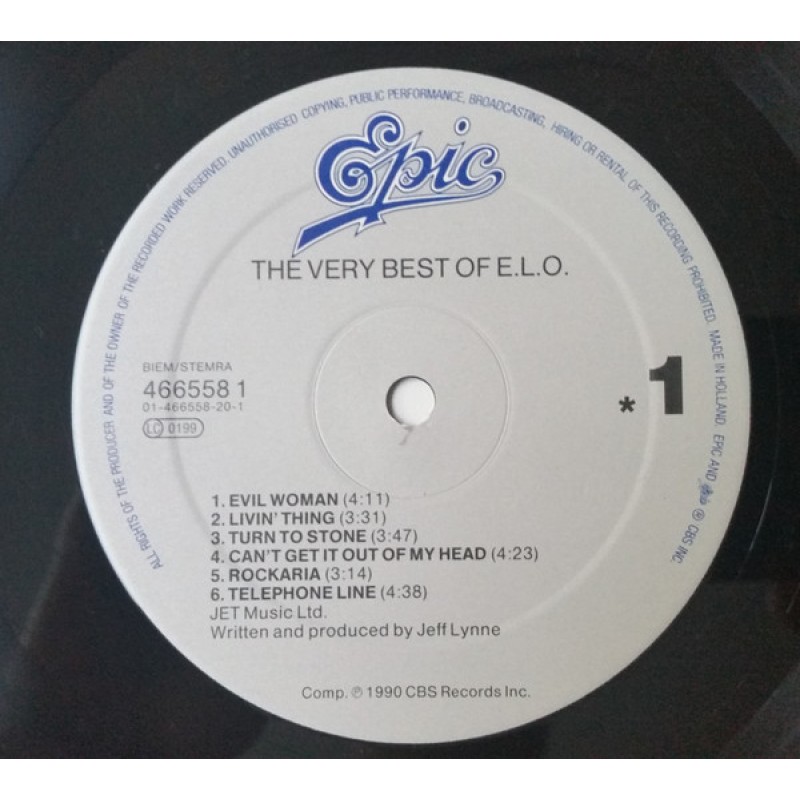 ALL RIGHTS OF THE PRODUCER AND OF THE OWNER OF THE RECORDED WORK RESERVED. UNAUTHORISED COPYING, PUBLIC PERFORMANCE, BROADCASTING, HIRING OR RENTAL OF THIS RECORDING PROHIBITED. MADE IN HOLLAND. EPIC AND Epic ℗ CBS INC.
Epic
THE VERY BEST OF E.L.O.
BIEM/STEMRA
466558 1
01-466558-20-1
LC 0199
*1
1. EVIL WOMAN (4:11)
2. LIVIN' THING (3:31)
3. TURN TO STONE (3:47)
4. CAN'T GET IT OUT OF MY HEAD (4:23)
5. ROCKARIA (3:14)
6. TELEPHONE LINE (4:38)
JET Music Ltd.
Written and produced by Jeff Lynne
Comp. ℗ 1990 CBS Records Inc.